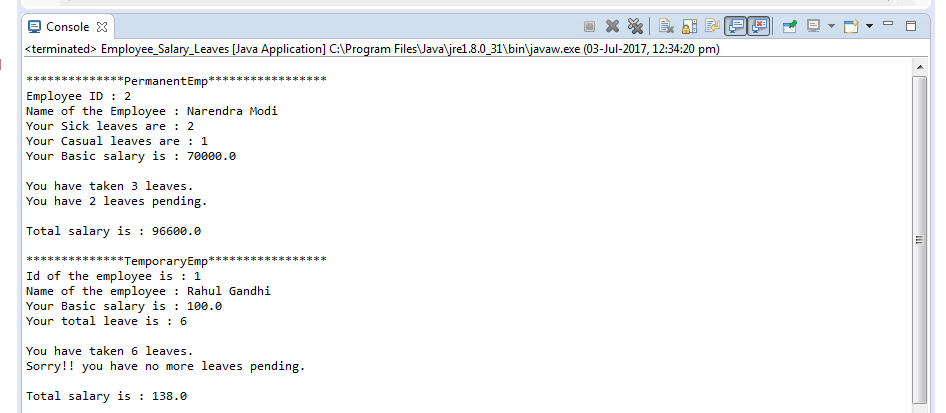 Console
<terminated> Employee_Salary_Leaves [Java Application] C:\Program Files\Java\jre1.8.0_31\bin\javaw.exe (03-Jul-2017, 12:34:20 pm)
**************PermanentEmp*****************
Employee ID : 2
Name of the Employee : Narendra Modi
Your Sick leaves are : 2
Your Casual leaves are : 1
Your Basic salary is : 70000.0
You have taken 3 leaves.
You have 2 leaves pending.
Total salary is : 96600.0
**************TemporaryEmp*****************
Id of the employee is : 1
Name of the employee : Rahul Gandhi
Your Basic salary is : 100.0
Your total leave is : 6
You have taken 6 leaves.
Sorry!! you have no more leaves pending.
Total salary is : 138.0